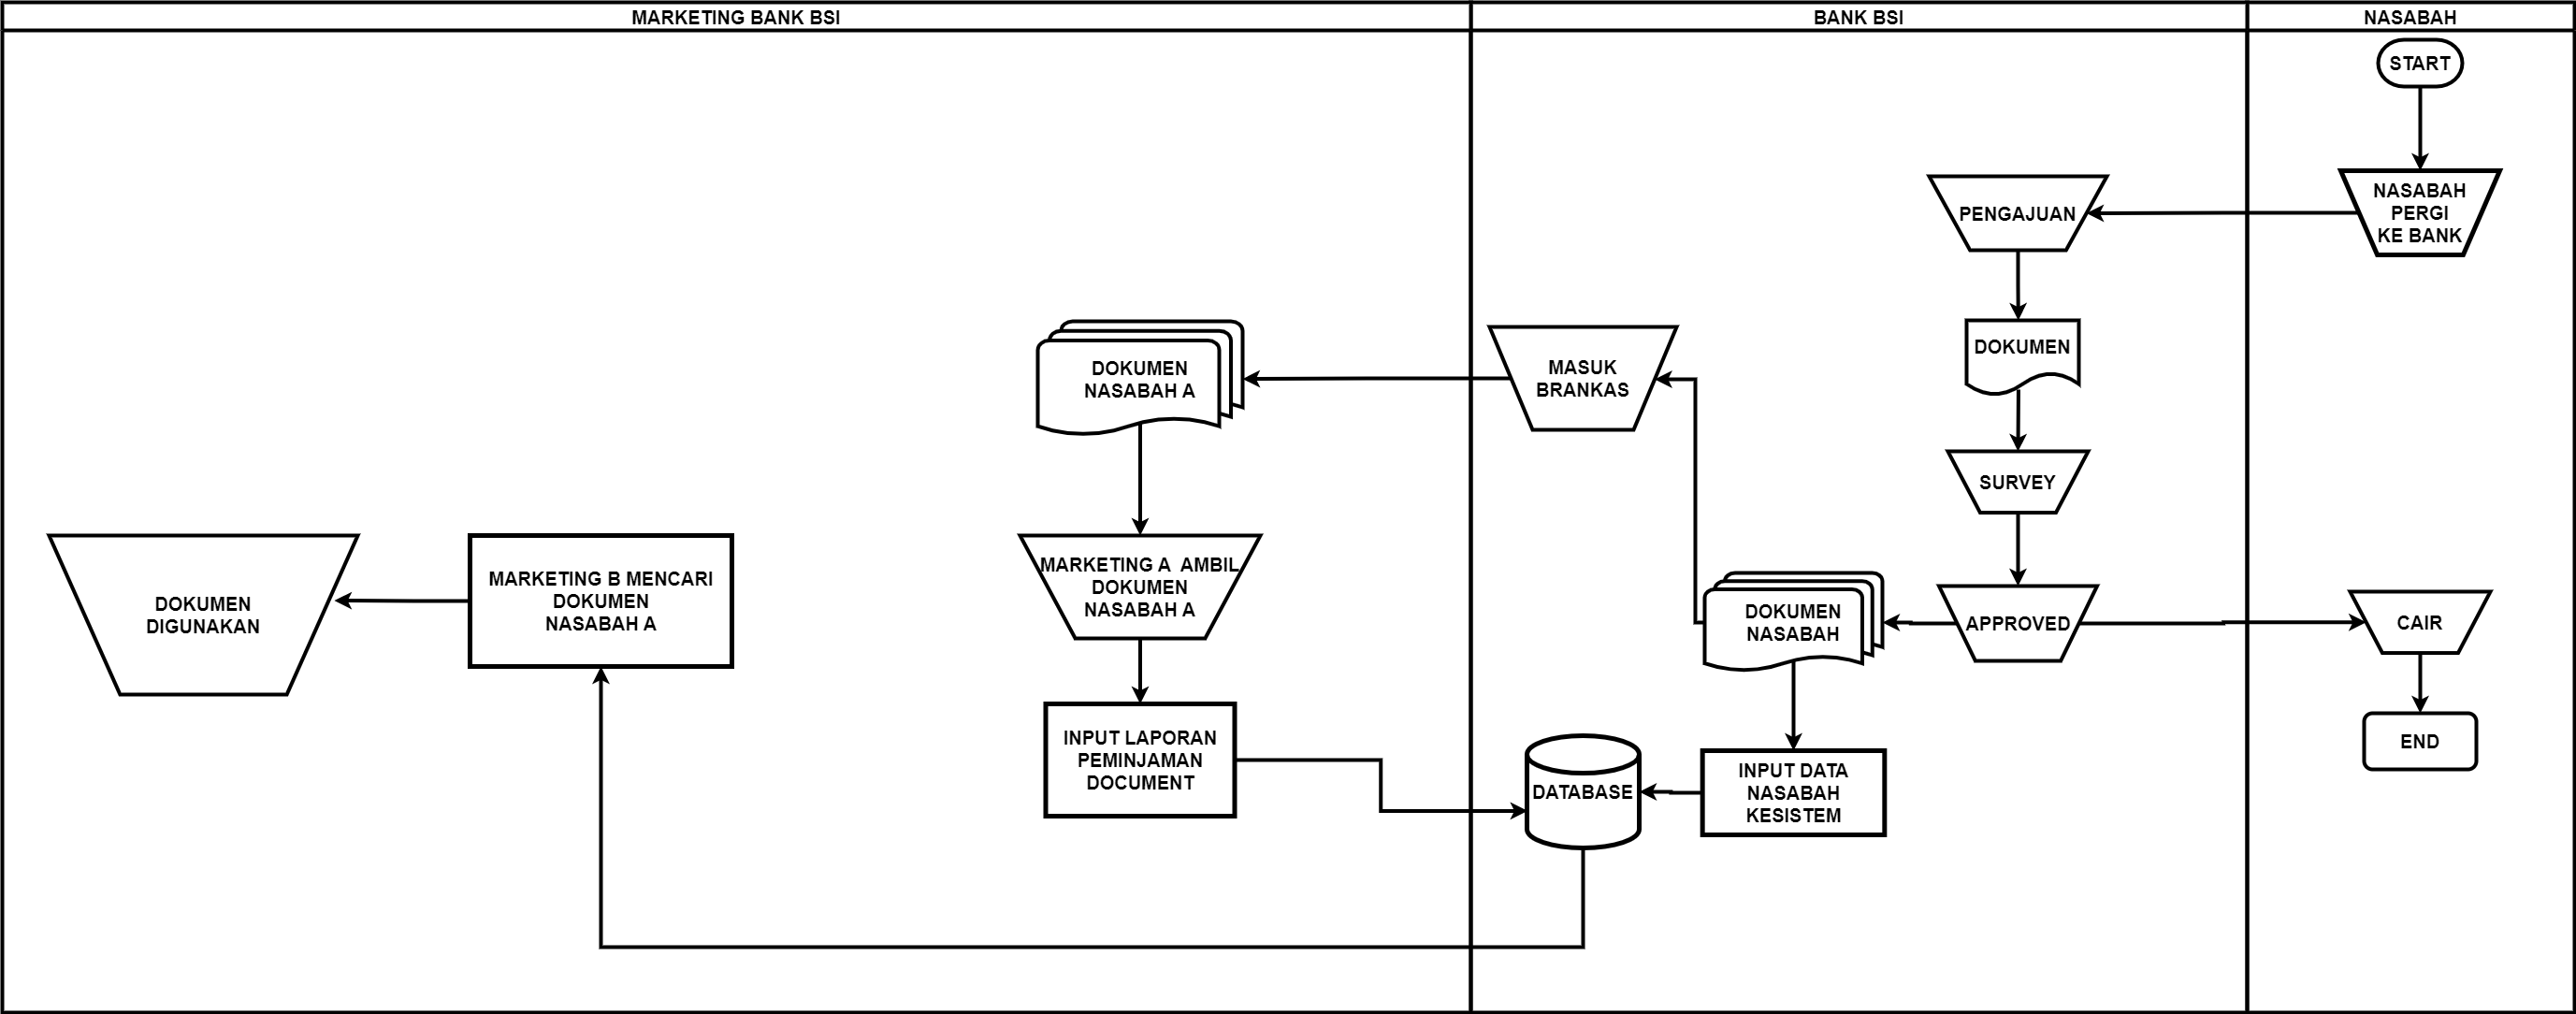 MARKETING BANK BSI
BANK BSI
NASABAH
START
NASABAH
PERGI
KE BANK
PENGAJUAN
DOKUMEN
SURVEY
APPROVED
CAIR
END
DOKUMEN
NASABAH
MASUK
BRANKAS
INPUT DATA
NASABAH
KESISTEM
DATABASE
DOKUMEN
NASABAH A
MARKETING A  AMBIL
DOKUMEN
NASABAH A
INPUT LAPORAN
PEMINJAMAN
DOCUMENT
MARKETING B MENCARI
DOKUMEN
NASABAH A
DOKUMEN
DIGUNAKAN